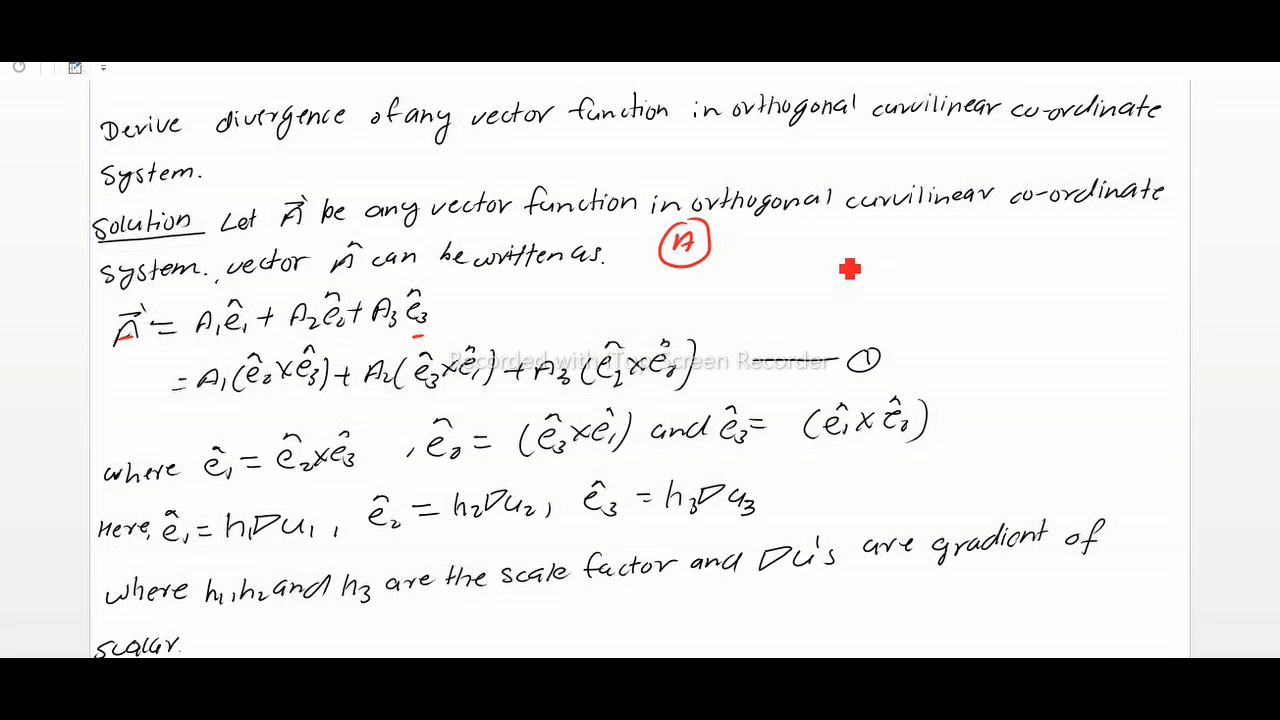 Derive divergence of any vector function in orthogonal curvilinear co-ordinate
system.
Solution Let A⃗ be any vector function in orthogonal curvilinear co-ordinate
system., vector Â can be written as. A
A⃗ = A₁ê₁ + A₂ê₂ + A₃ê₃
= A₁(ê₂×ê₃) + A₂(ê₃×ê₁) + A₃(ê₂×ê₂) ——— ①
Recorded with iTop Screen Recorder
where ê₁ = ê₂×ê₃ , ê₂ = (ê₃×ê₁) and ê₃ = (ê₁×ê₂)
Here, ê₁ = h₁∇u₁, ê₂ = h₂∇u₂, ê₃ = h₃∇u₃
where h₁,h₂ and h₃ are the scale factor and ∇u's are gradient of
scalar.